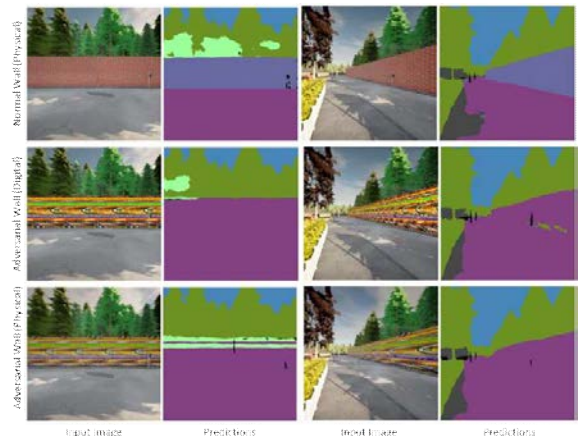 Normal Wall (Physical)
Adversarial Wall (Digital)
Adversarial Wall (Physical)
Input Image
Predictions
Input Image
Predictions